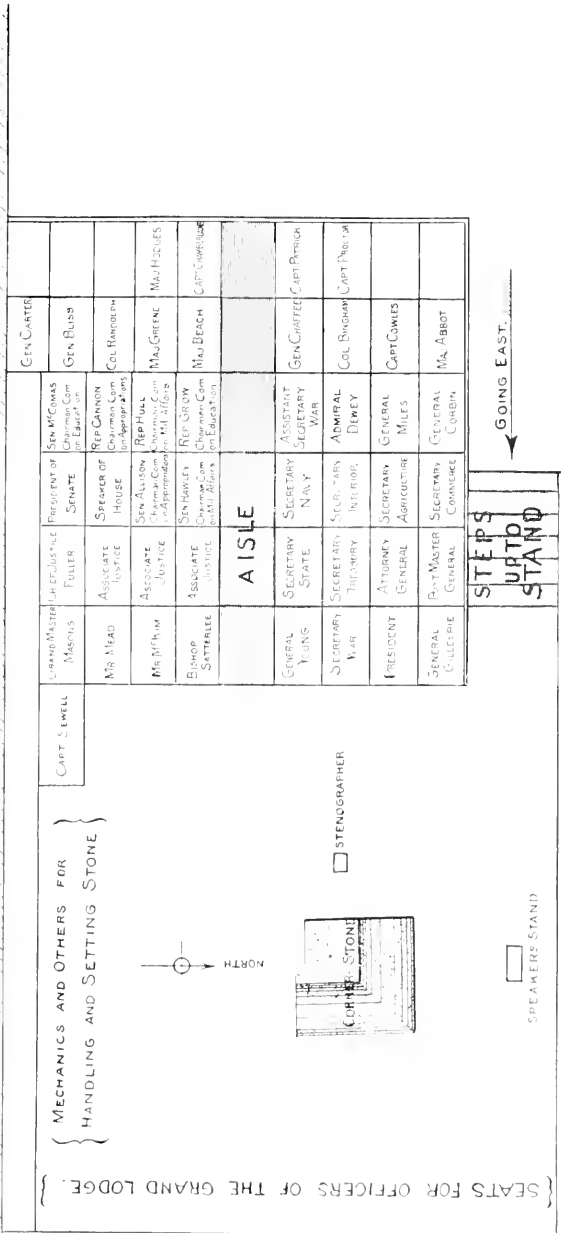 GEN CARTER
CAPT SEWELL
GRAND MASTER
MASONS
CHIEF JUSTICE
FULLER
PRESIDENT OF
SENATE
SEN McCOMAS
Chairman Com
on Education
GEN BLISS
MR MEAD
ASSOCIATE
JUSTICE
SPEAKER OF
HOUSE
REP CANNON
Chairman Com
on Appropriations
COL RANDOLPH
MR McKIM
ASSOCIATE
JUSTICE
SEN ALLISON
Chairman Com
on Appropriations
REP HULL
Chairman Com
on Mil Affairs
MAJ GREENE
MAJ HODGES
BISHOP
SATTERLEE
ASSOCIATE
JUSTICE
SEN HAWLEY
Chairman Com
on Mil Affairs
REP GROW
Chairman Com
on Education
MAJ BEACH
CAPT CHAMBERLAINE
AISLE
GENERAL
YOUNG
SECRETARY
STATE
SECRETARY
NAVY
ASSISTANT
SECRETARY
WAR
GEN CHAFFEE
CAPT PATRICK
SECRETARY
WAR
SECRETARY
TREASURY
SECRETARY
INTERIOR
ADMIRAL
DEWEY
COL BINGHAM
CAPT PROCTOR
PRESIDENT
ATTORNEY
GENERAL
SECRETARY
AGRICULTURE
GENERAL
MILES
CAPT COWLES
GENERAL
GILLESPIE
POST MASTER
GENERAL
SECRETARY
COMMERCE
GENERAL
CORBIN
MAJ ABBOT
STEPS
UP TO
STAND
GOING EAST.
MECHANICS AND OTHERS FOR
HANDLING AND SETTING STONE
NORTH
STENOGRAPHER
CORNER STONE
SPEAKERS STAND
SEATS FOR OFFICERS OF THE GRAND LODGE.